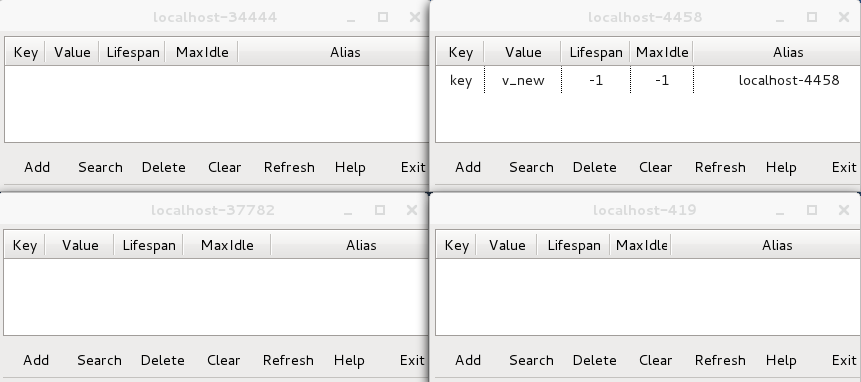 localhost-34444
Key Value Lifespan MaxIdle Alias
Add Search Delete Clear Refresh Help Exit
localhost-4458
Key Value Lifespan MaxIdle Alias
key v_new -1 -1 localhost-4458
Add Search Delete Clear Refresh Help Exit
localhost-37782
Key Value Lifespan MaxIdle Alias
Add Search Delete Clear Refresh Help Exit
localhost-419
Key Value Lifespan MaxIdle Alias
Add Search Delete Clear Refresh Help Exit